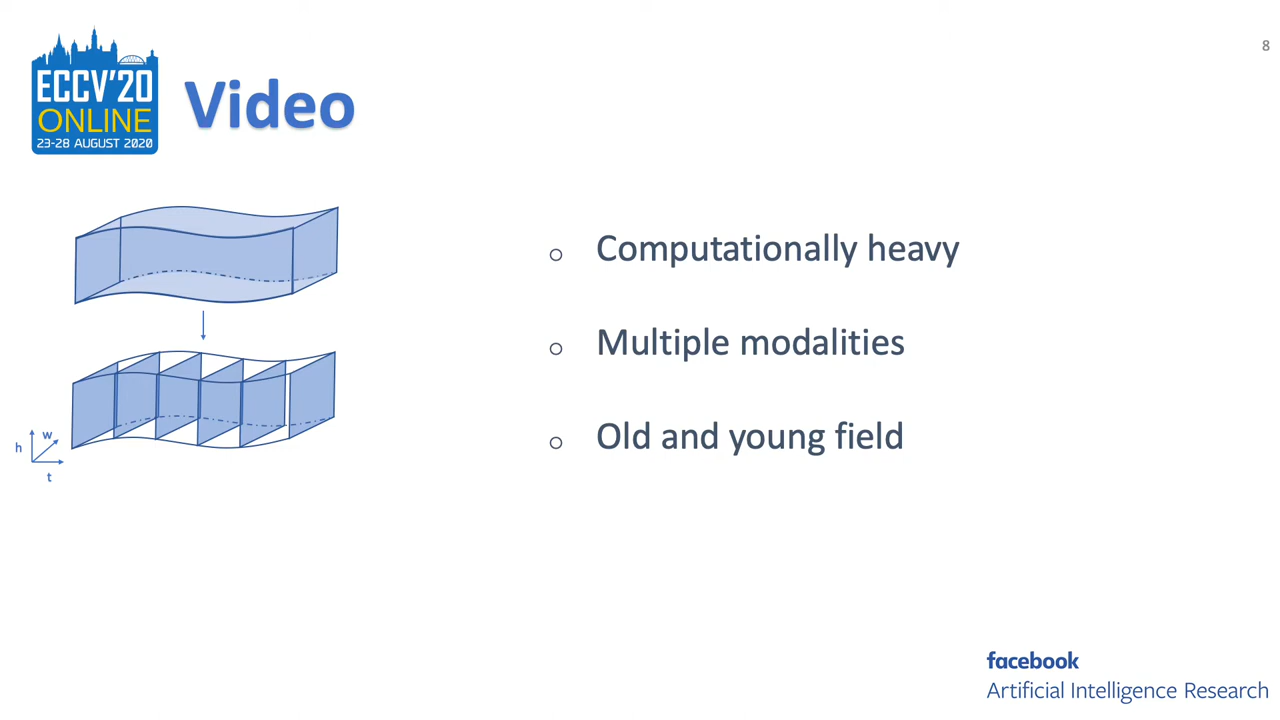 8
ECCV'20
ONLINE
23-28 AUGUST 2020
Video
Computationally heavy
Multiple modalities
Old and young field
h
w
t
facebook
Artificial Intelligence Research